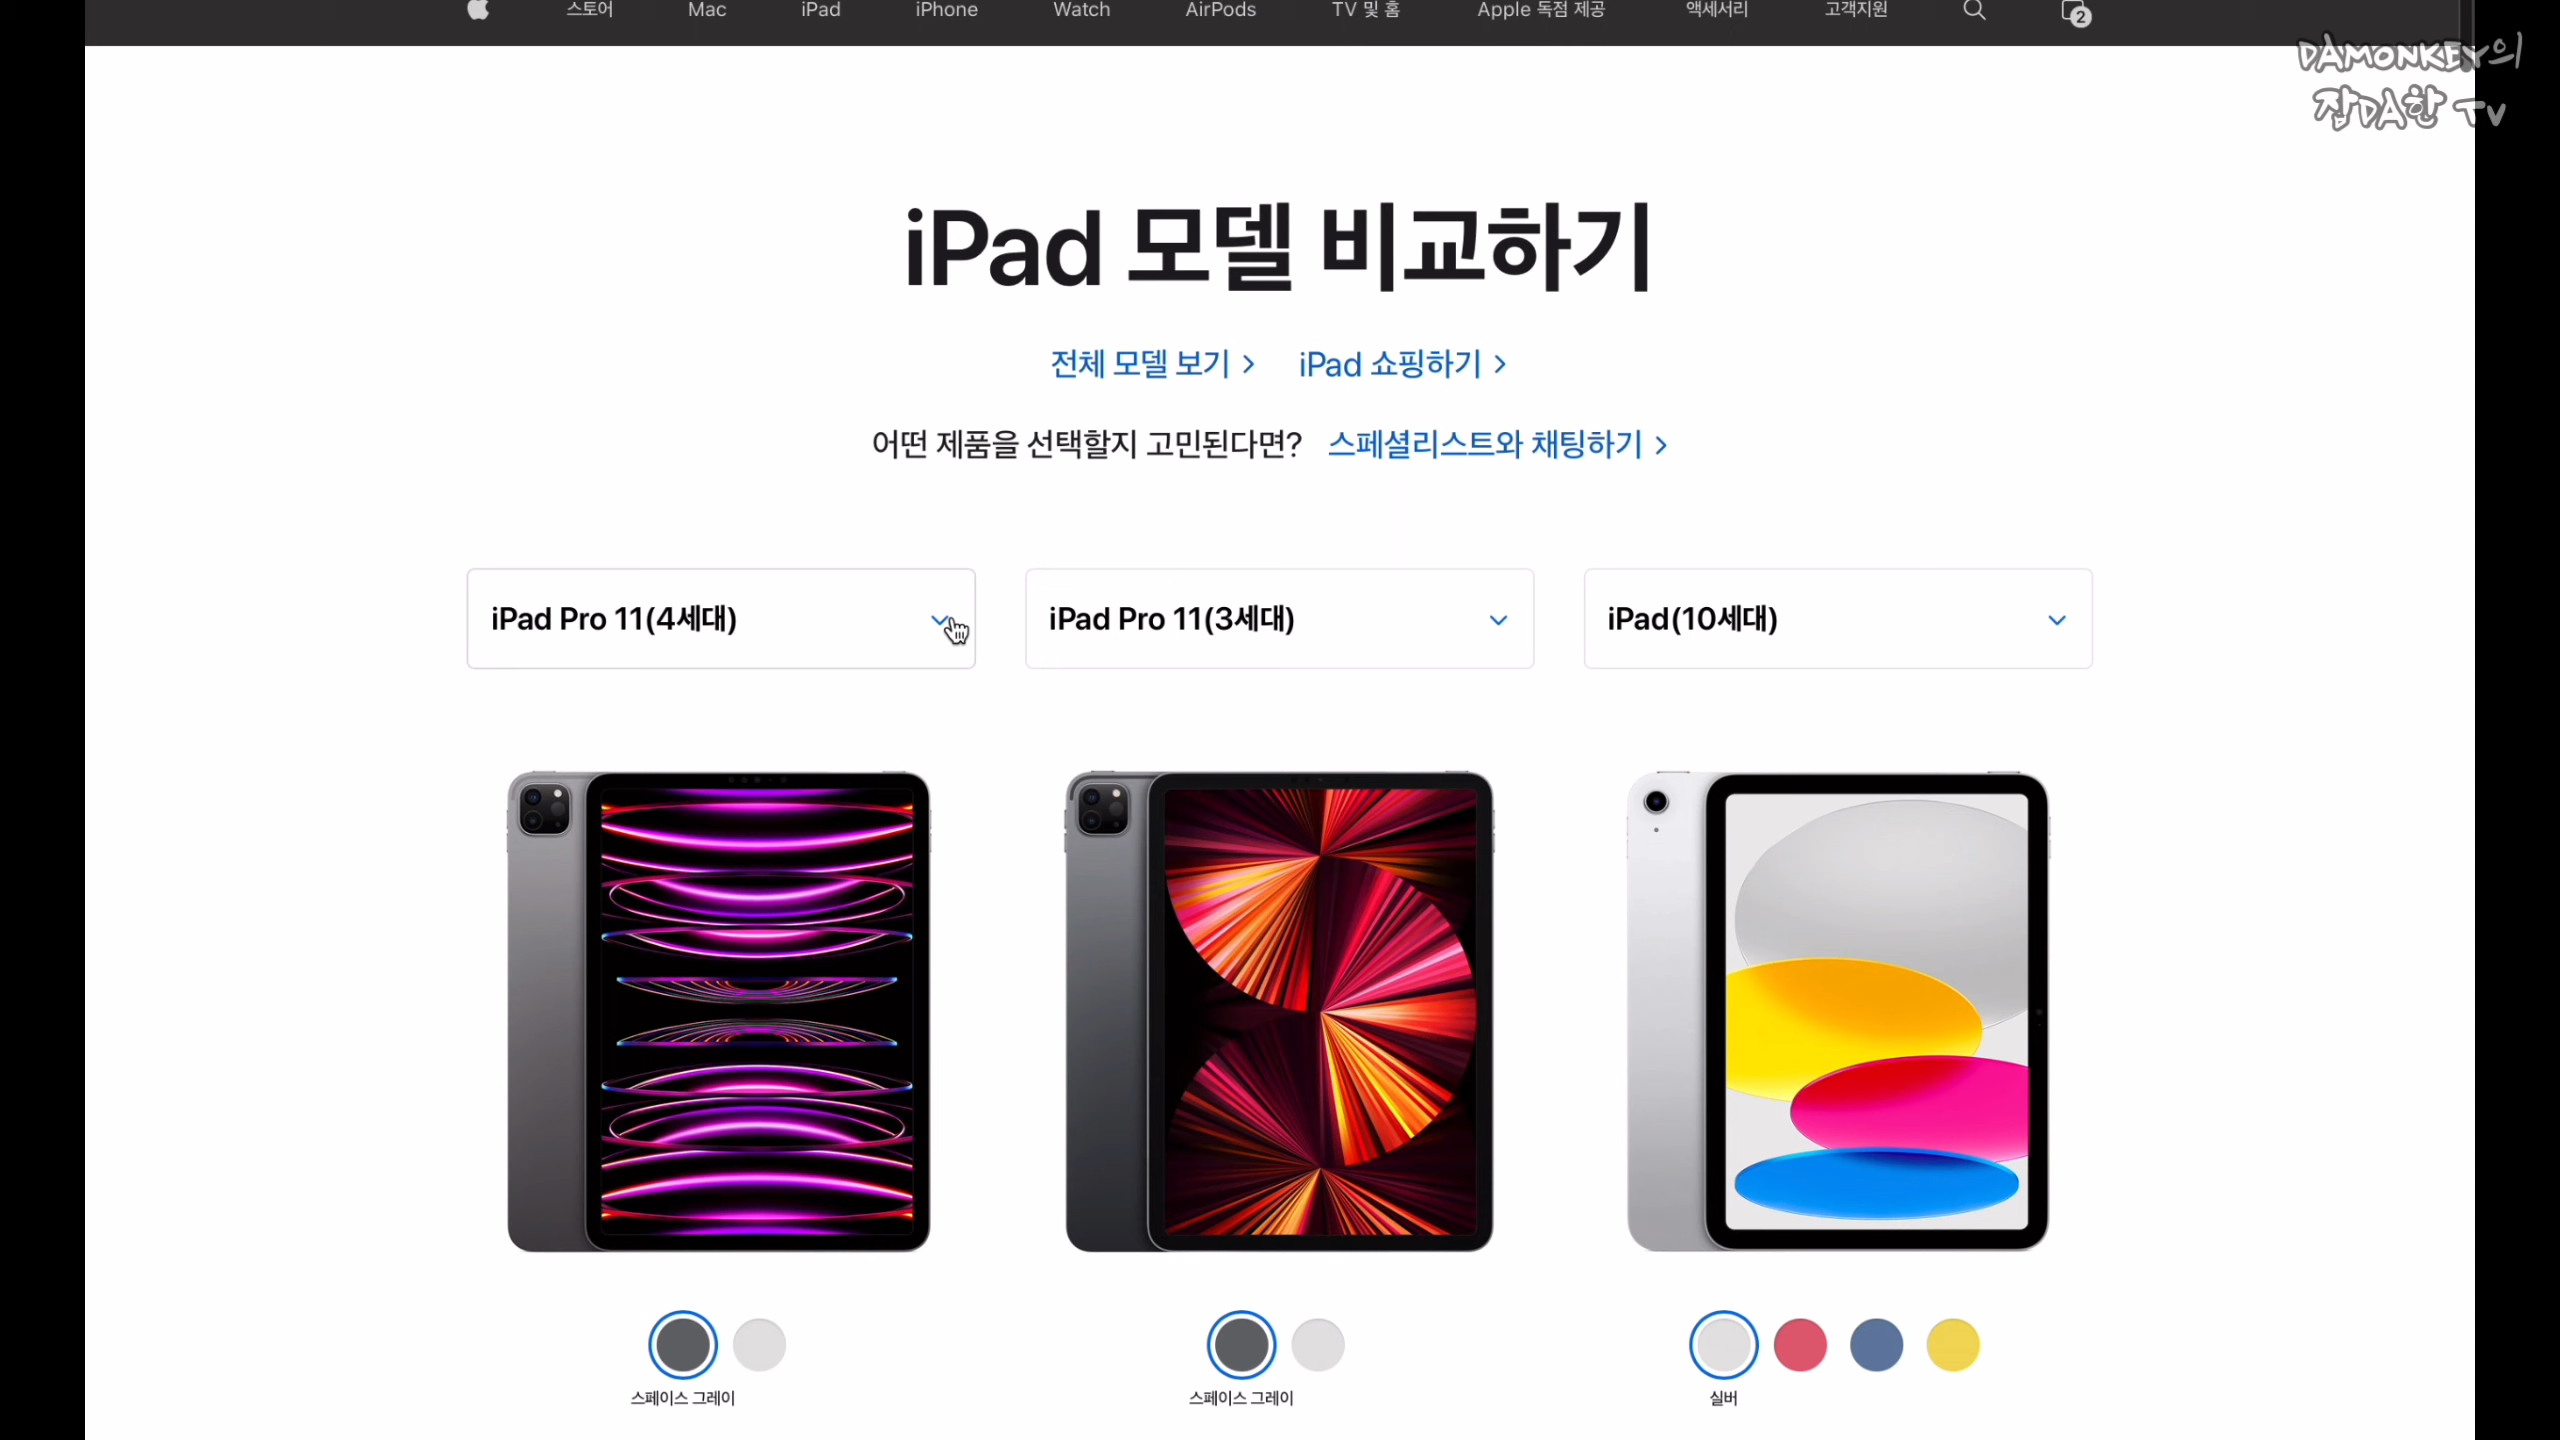 스토어 Mac iPad iPhone Watch AirPods TV 및 홈 Apple 독점 제공 액세서리 고객지원 2
DAMONKEY의
잡DA한 TV
iPad 모델 비교하기
전체 모델 보기 > iPad 쇼핑하기 >
어떤 제품을 선택할지 고민된다면? 스페셜리스트와 채팅하기 >
iPad Pro 11(4세대) iPad Pro 11(3세대) iPad(10세대)
스페이스 그레이 스페이스 그레이 실버